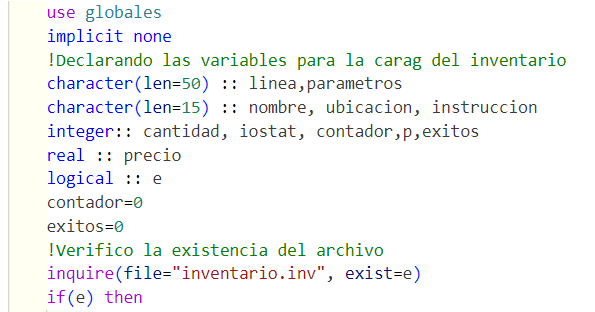 use globales
implicit none
!Declarando las variables para la carag del inventario
character(len=50) :: linea,parametros
character(len=15) :: nombre, ubicacion, instruccion
integer:: cantidad, iostat, contador,p,exitos
real :: precio
logical :: e
contador=0
exitos=0
!Verifico la existencia del archivo
inquire(file="inventario.inv", exist=e)
if(e) then